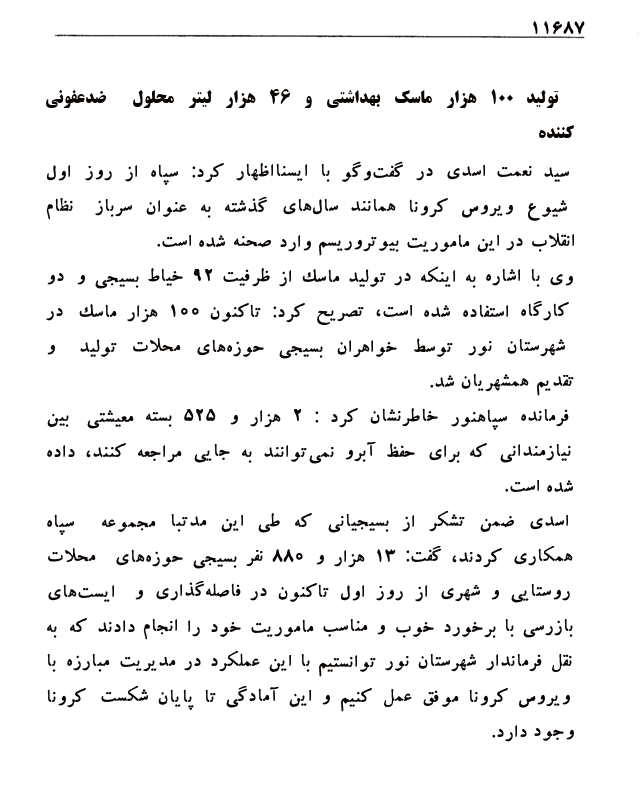 ۱۱۶۸۷
تولید ۱۰۰ هزار ماسک بهداشتی و ۴۶ هزار لیتر محلول ضدعفونی
کننده
سید نعمت اسدی در گفت‌وگو با ایسنااظهار کرد: سپاه از روز اول
شیوع ویروس کرونا همانند سال‌های گذشته به عنوان سرباز نظام
انقلاب در این ماموریت بیوتروریسم وارد صحنه شده است.
وی با اشاره به اینکه در تولید ماسك از ظرفیت ۹۲ خیاط بسیجی و دو
کارگاه استفاده شده است، تصریح کرد: تاکنون ۱۰۰ هزار ماسك در
شهرستان نور توسط خواهران بسیجی حوزه‌های محلات تولید و
تقدیم همشهریان شد.
فرمانده سپاهنور خاطرنشان کرد : ۲ هزار و ۵۲۵ بسته معیشتی بین
نیازمندانی که برای حفظ آبرو نمی‌توانند به جایی مراجعه کنند، داده
شده است.
اسدی ضمن تشکر از بسیجیانی که طی این مدتبا مجموعه سپاه
همکاری کردند، گفت: ۱۳ هزار و ۸۸۰ نفر بسیجی حوزه‌های محلات
روستایی و شهری از روز اول تاکنون در فاصله‌گذاری و ایست‌های
بازرسی با برخورد خوب و مناسب ماموریت خود را انجام دادند که به
نقل فرماندار شهرستان نور توانستیم با این عملکرد در مدیریت مبارزه با
ویروس کرونا موفق عمل کنیم و این آمادگی تا پایان شکست کرونا
وجود دارد.